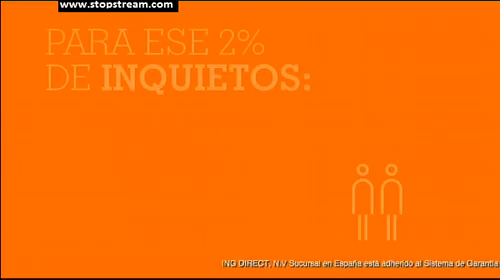 www.stopstream.com
PARA ESE 2%
DE INQUIETOS:
ING DIRECT, N.V Sucursal en España está adherido al Sistema de Garantía